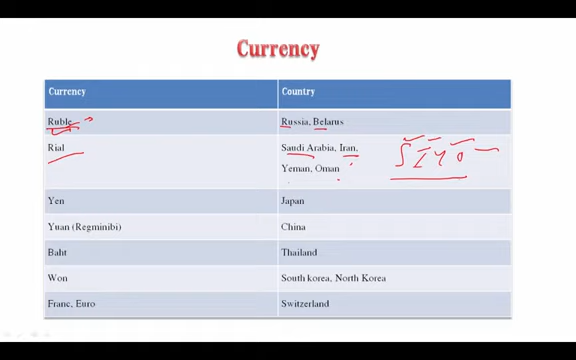 Currency
Currency Country
Ruble Russia, Belarus
Rial Saudi Arabia, Iran,
Yeman, Oman
S I Y O
Yen Japan
Yuan (Regminibi) China
Baht Thailand
Won South korea, North Korea
Franc, Euro Switzerland